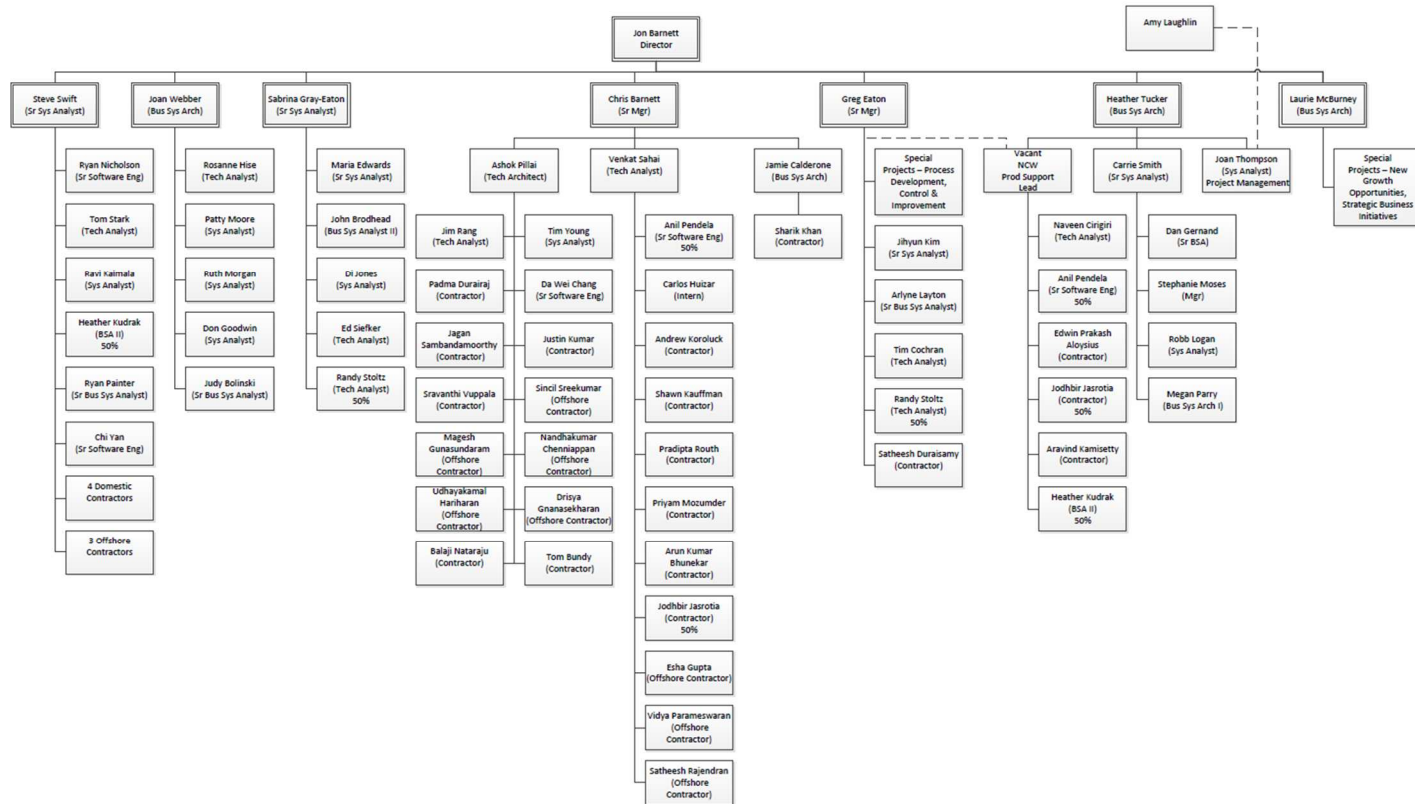 Jon Barnett
Director
Amy Laughlin
Steve Swift
(Sr Sys Analyst)
Joan Webber
(Bus Sys Arch)
Sabrina Gray-Eaton
(Sr Sys Analyst)
Chris Barnett
(Sr Mgr)
Greg Eaton
(Sr Mgr)
Heather Tucker
(Bus Sys Arch)
Laurie McBurney
(Bus Sys Arch)
Ryan Nicholson
(Sr Software Eng)
Tom Stark
(Tech Analyst)
Ravi Kaimala
(Sys Analyst)
Heather Kudrak
(BSA II)
50%
Ryan Painter
(Sr Bus Sys Analyst)
Chi Yan
(Sr Software Eng)
4 Domestic
Contractors
3 Offshore
Contractors
Rosanne Hise
(Tech Analyst)
Patty Moore
(Sys Analyst)
Ruth Morgan
(Sys Analyst)
Don Goodwin
(Sys Analyst)
Judy Bolinski
(Sr Bus Sys Analyst)
Maria Edwards
(Sr Sys Analyst)
John Brodhead
(Bus Sys Analyst II)
Di Jones
(Sys Analyst)
Ed Siefker
(Tech Analyst)
Randy Stoltz
(Tech Analyst)
50%
Ashok Pillai
(Tech Architect)
Jim Rang
(Tech Analyst)
Padma Durairaj
(Contractor)
Jagan
Sambandamoorthy
(Contractor)
Sravanthi Vuppala
(Contractor)
Magesh
Gunasundaram
(Offshore Contractor)
Udhayakamal
Hariharan
(Offshore
Contractor)
Balaji Nataraju
(Contractor)
Tim Young
(Sys Analyst)
Da Wei Chang
(Sr Software Eng)
Justin Kumar
(Contractor)
Sincil Sreekumar
(Offshore
Contractor)
Nandhakumar
Chenniappan
(Offshore
Contractor)
Drisya
Gnanasekharan
(Offshore Contractor)
Tom Bundy
(Contractor)
Venkat Sahai
(Tech Analyst)
Anil Pendela
(Sr Software Eng)
50%
Carlos Huizar
(Intern)
Andrew Koroluck
(Contractor)
Shawn Kauffman
(Contractor)
Pradipta Routh
(Contractor)
Priyam Mozumder
(Contractor)
Arun Kumar
Bhunekar
(Contractor)
Jodhbir Jasrotia
(Contractor)
50%
Esha Gupta
(Offshore Contractor)
Vidya Parameswaran
(Offshore
Contractor)
Satheesh Rajendran
(Offshore
Contractor)
Jamie Calderone
(Bus Sys Arch)
Sharik Khan
(Contractor)
Special
Projects – Process
Development,
Control &
Improvement
Jihyun Kim
(Sr Sys Analyst)
Arlyne Layton
(Sr Bus Sys Analyst)
Tim Cochran
(Tech Analyst)
Randy Stoltz
(Tech Analyst)
50%
Satheesh Duraisamy
(Contractor)
Vacant
NCW
Prod Support
Lead
Naveen Cirigiri
(Tech Analyst)
Anil Pendela
(Sr Software Eng)
50%
Edwin Prakash
Aloysius
(Contractor)
Jodhbir Jasrotia
(Contractor)
50%
Aravind Kamisetty
(Contractor)
Heather Kudrak
(BSA II)
50%
Carrie Smith
(Sr Sys Analyst)
Dan Gernand
(Sr BSA)
Stephanie Moses
(Mgr)
Robb Logan
(Sys Analyst)
Megan Parry
(Bus Sys Arch I)
Joan Thompson
(Sys Analyst)
Project Management
Special
Projects – New
Growth
Opportunities,
Strategic Business
Initiatives